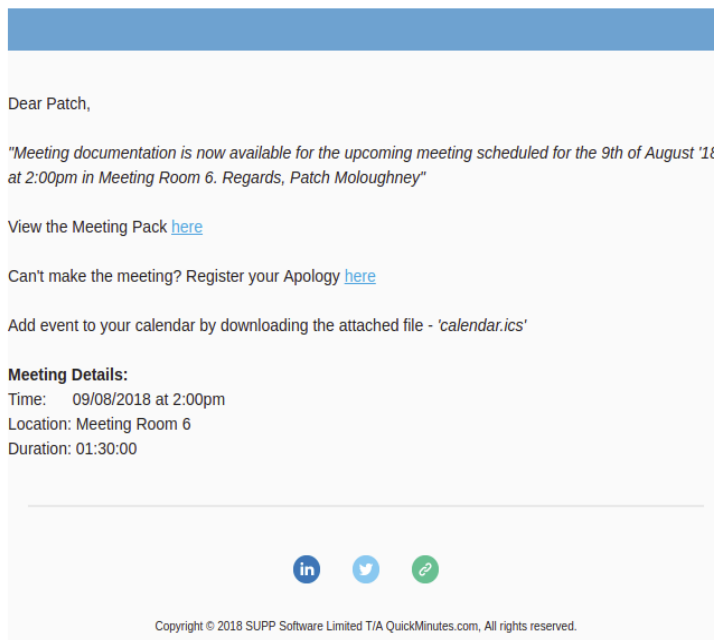 Dear Patch,
"Meeting documentation is now available for the upcoming meeting scheduled for the 9th of August '18
at 2:00pm in Meeting Room 6. Regards, Patch Moloughney"
View the Meeting Pack here
Can't make the meeting? Register your Apology here
Add event to your calendar by downloading the attached file - 'calendar.ics'
Meeting Details:
Time: 09/08/2018 at 2:00pm
Location: Meeting Room 6
Duration: 01:30:00
in
Copyright © 2018 SUPP Software Limited T/A QuickMinutes.com, All rights reserved.